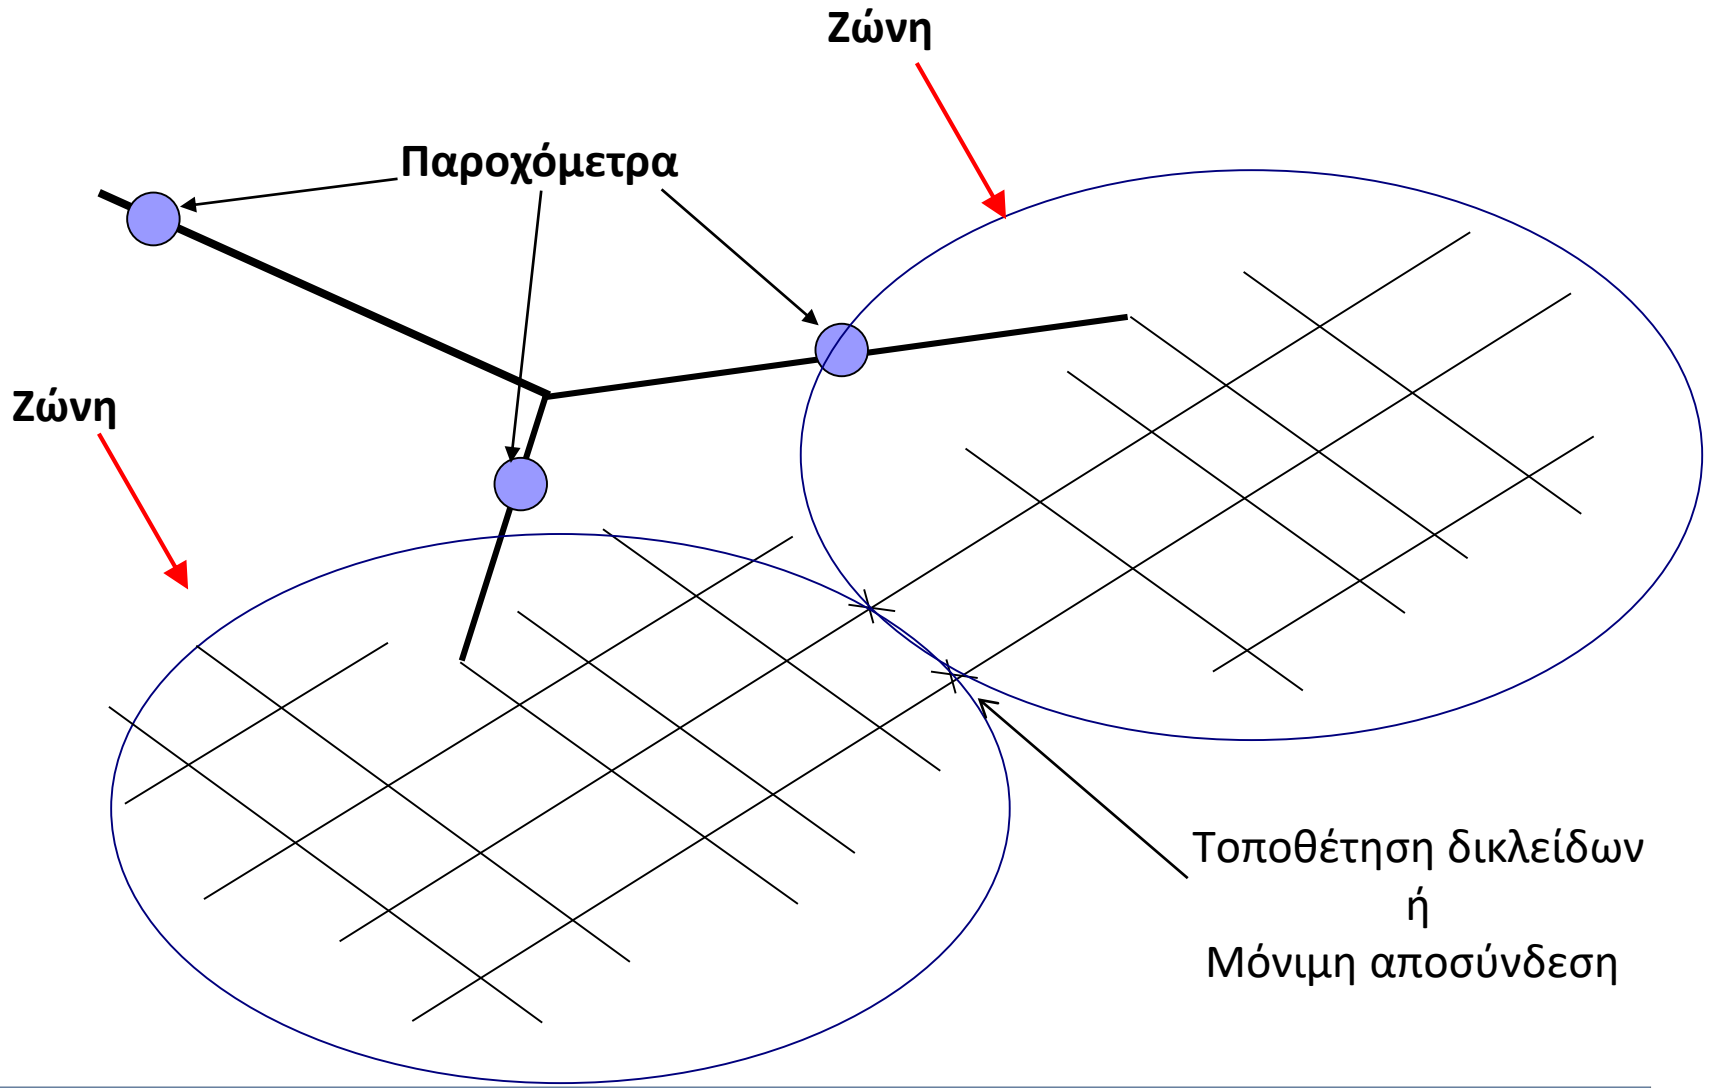 Ζώνη
Παροχόμετρα
Ζώνη
Τοποθέτηση δικλείδων
ή
Μόνιμη αποσύνδεση